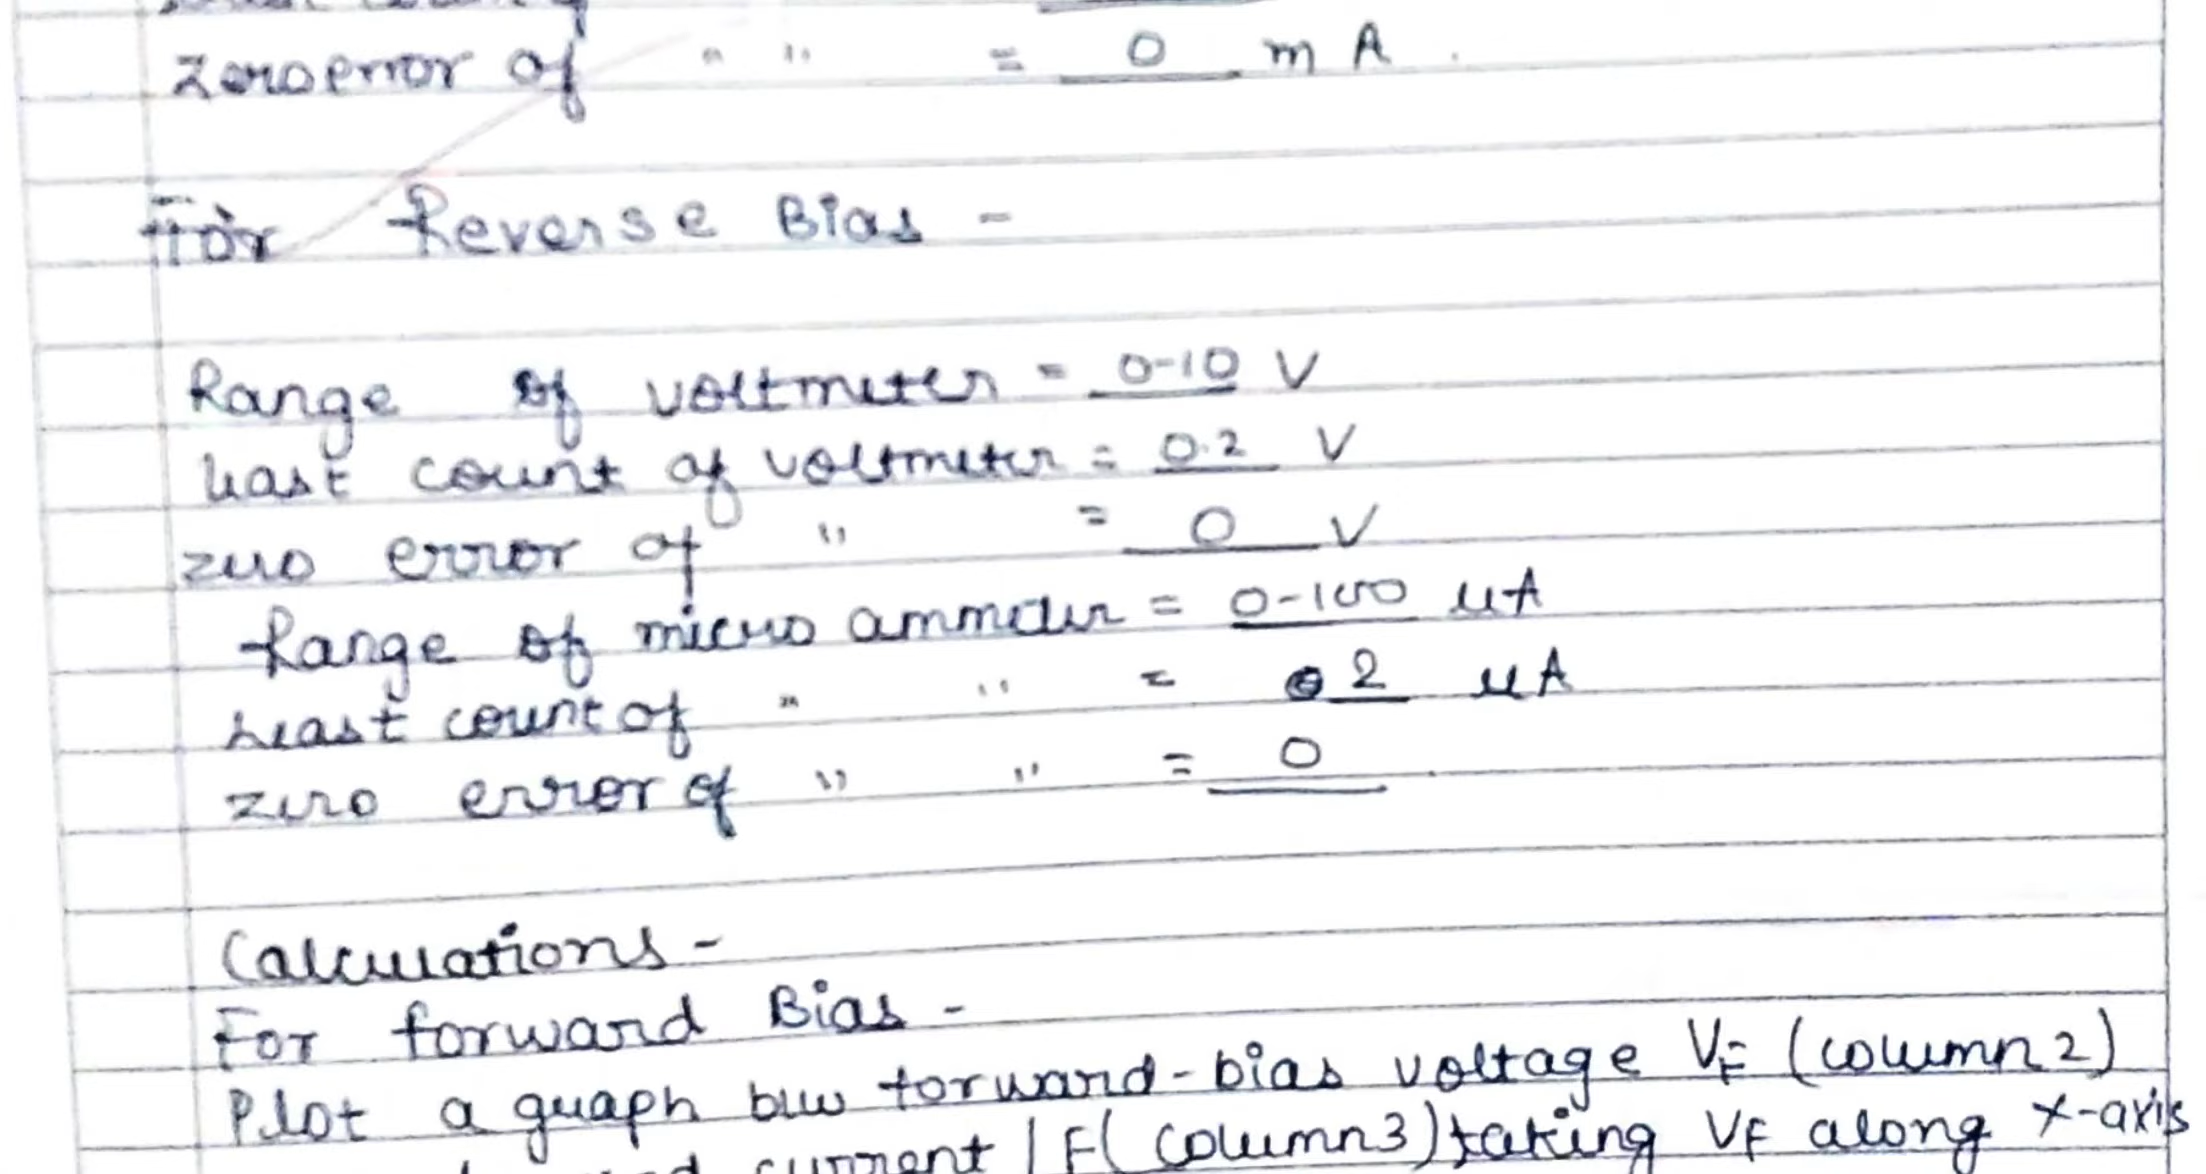 Zero error of " " = 0 mA.
For Reverse Bias -
Range of voltmeter = 0-10 V
Least count of voltmeter = 0.2 V
zero error of " = 0 V
Range of micro ammeter = 0-100 μA
Least count of " " = 2 μA
zero error of " " = 0
Calculations -
For forward Bias -
Plot a graph b/w forward-bias voltage VF (column 2)
current IF (column 3) taking VF along X-axis